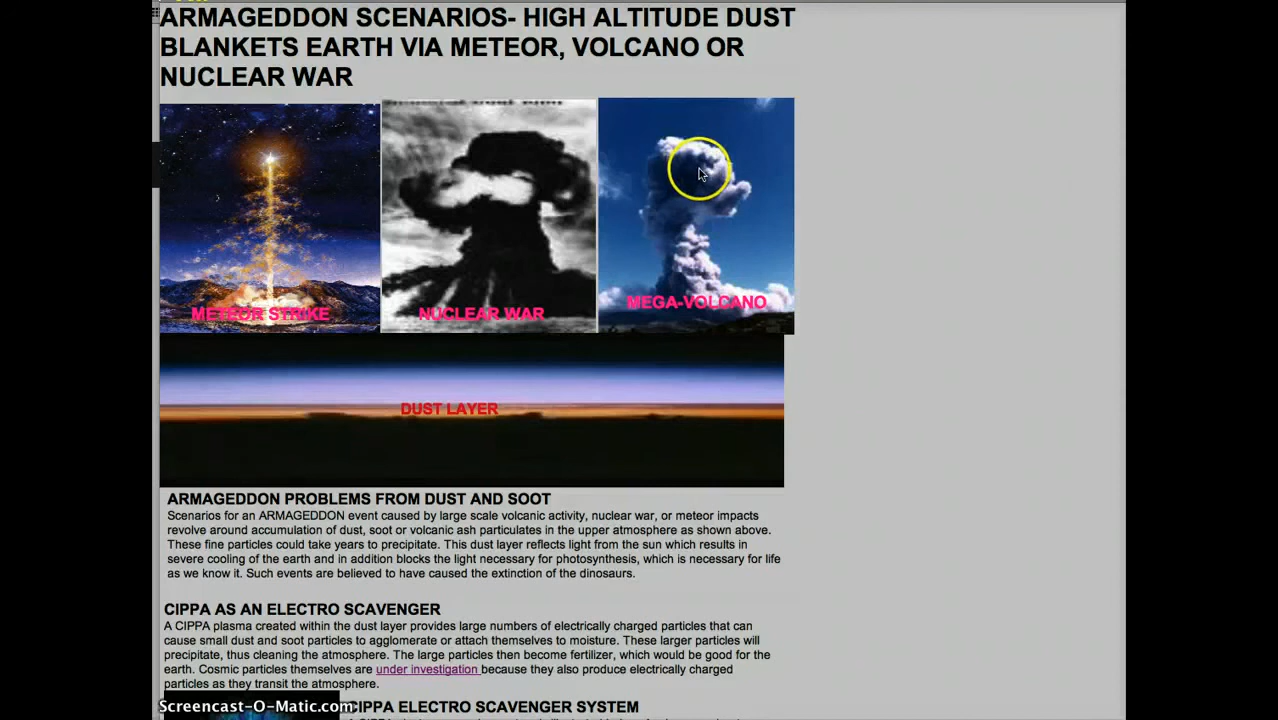 ARMAGEDDON SCENARIOS- HIGH ALTITUDE DUST
BLANKETS EARTH VIA METEOR, VOLCANO OR
NUCLEAR WAR
METEOR STRIKE
NUCLEAR WAR
MEGA-VOLCANO
DUST LAYER
ARMAGEDDON PROBLEMS FROM DUST AND SOOT
Scenarios for an ARMAGEDDON event caused by large scale volcanic activity, nuclear war, or meteor impacts
revolve around accumulation of dust, soot or volcanic ash particulates in the upper atmosphere as shown above.
These fine particles could take years to precipitate. This dust layer reflects light from the sun which results in
severe cooling of the earth and in addition blocks the light necessary for photosynthesis, which is necessary for life
as we know it. Such events are believed to have caused the extinction of the dinosaurs.
CIPPA AS AN ELECTRO SCAVENGER
A CIPPA plasma created within the dust layer provides large numbers of electrically charged particles that can
cause small dust and soot particles to agglomerate or attach themselves to moisture. These larger particles will
precipitate, thus cleaning the atmosphere. The large particles then become fertilizer, which would be good for the
earth. Cosmic particles themselves are under investigation because they also produce electrically charged
particles as they transit the atmosphere.
CIPPA ELECTRO SCAVENGER SYSTEM
Screencast-O-Matic.com